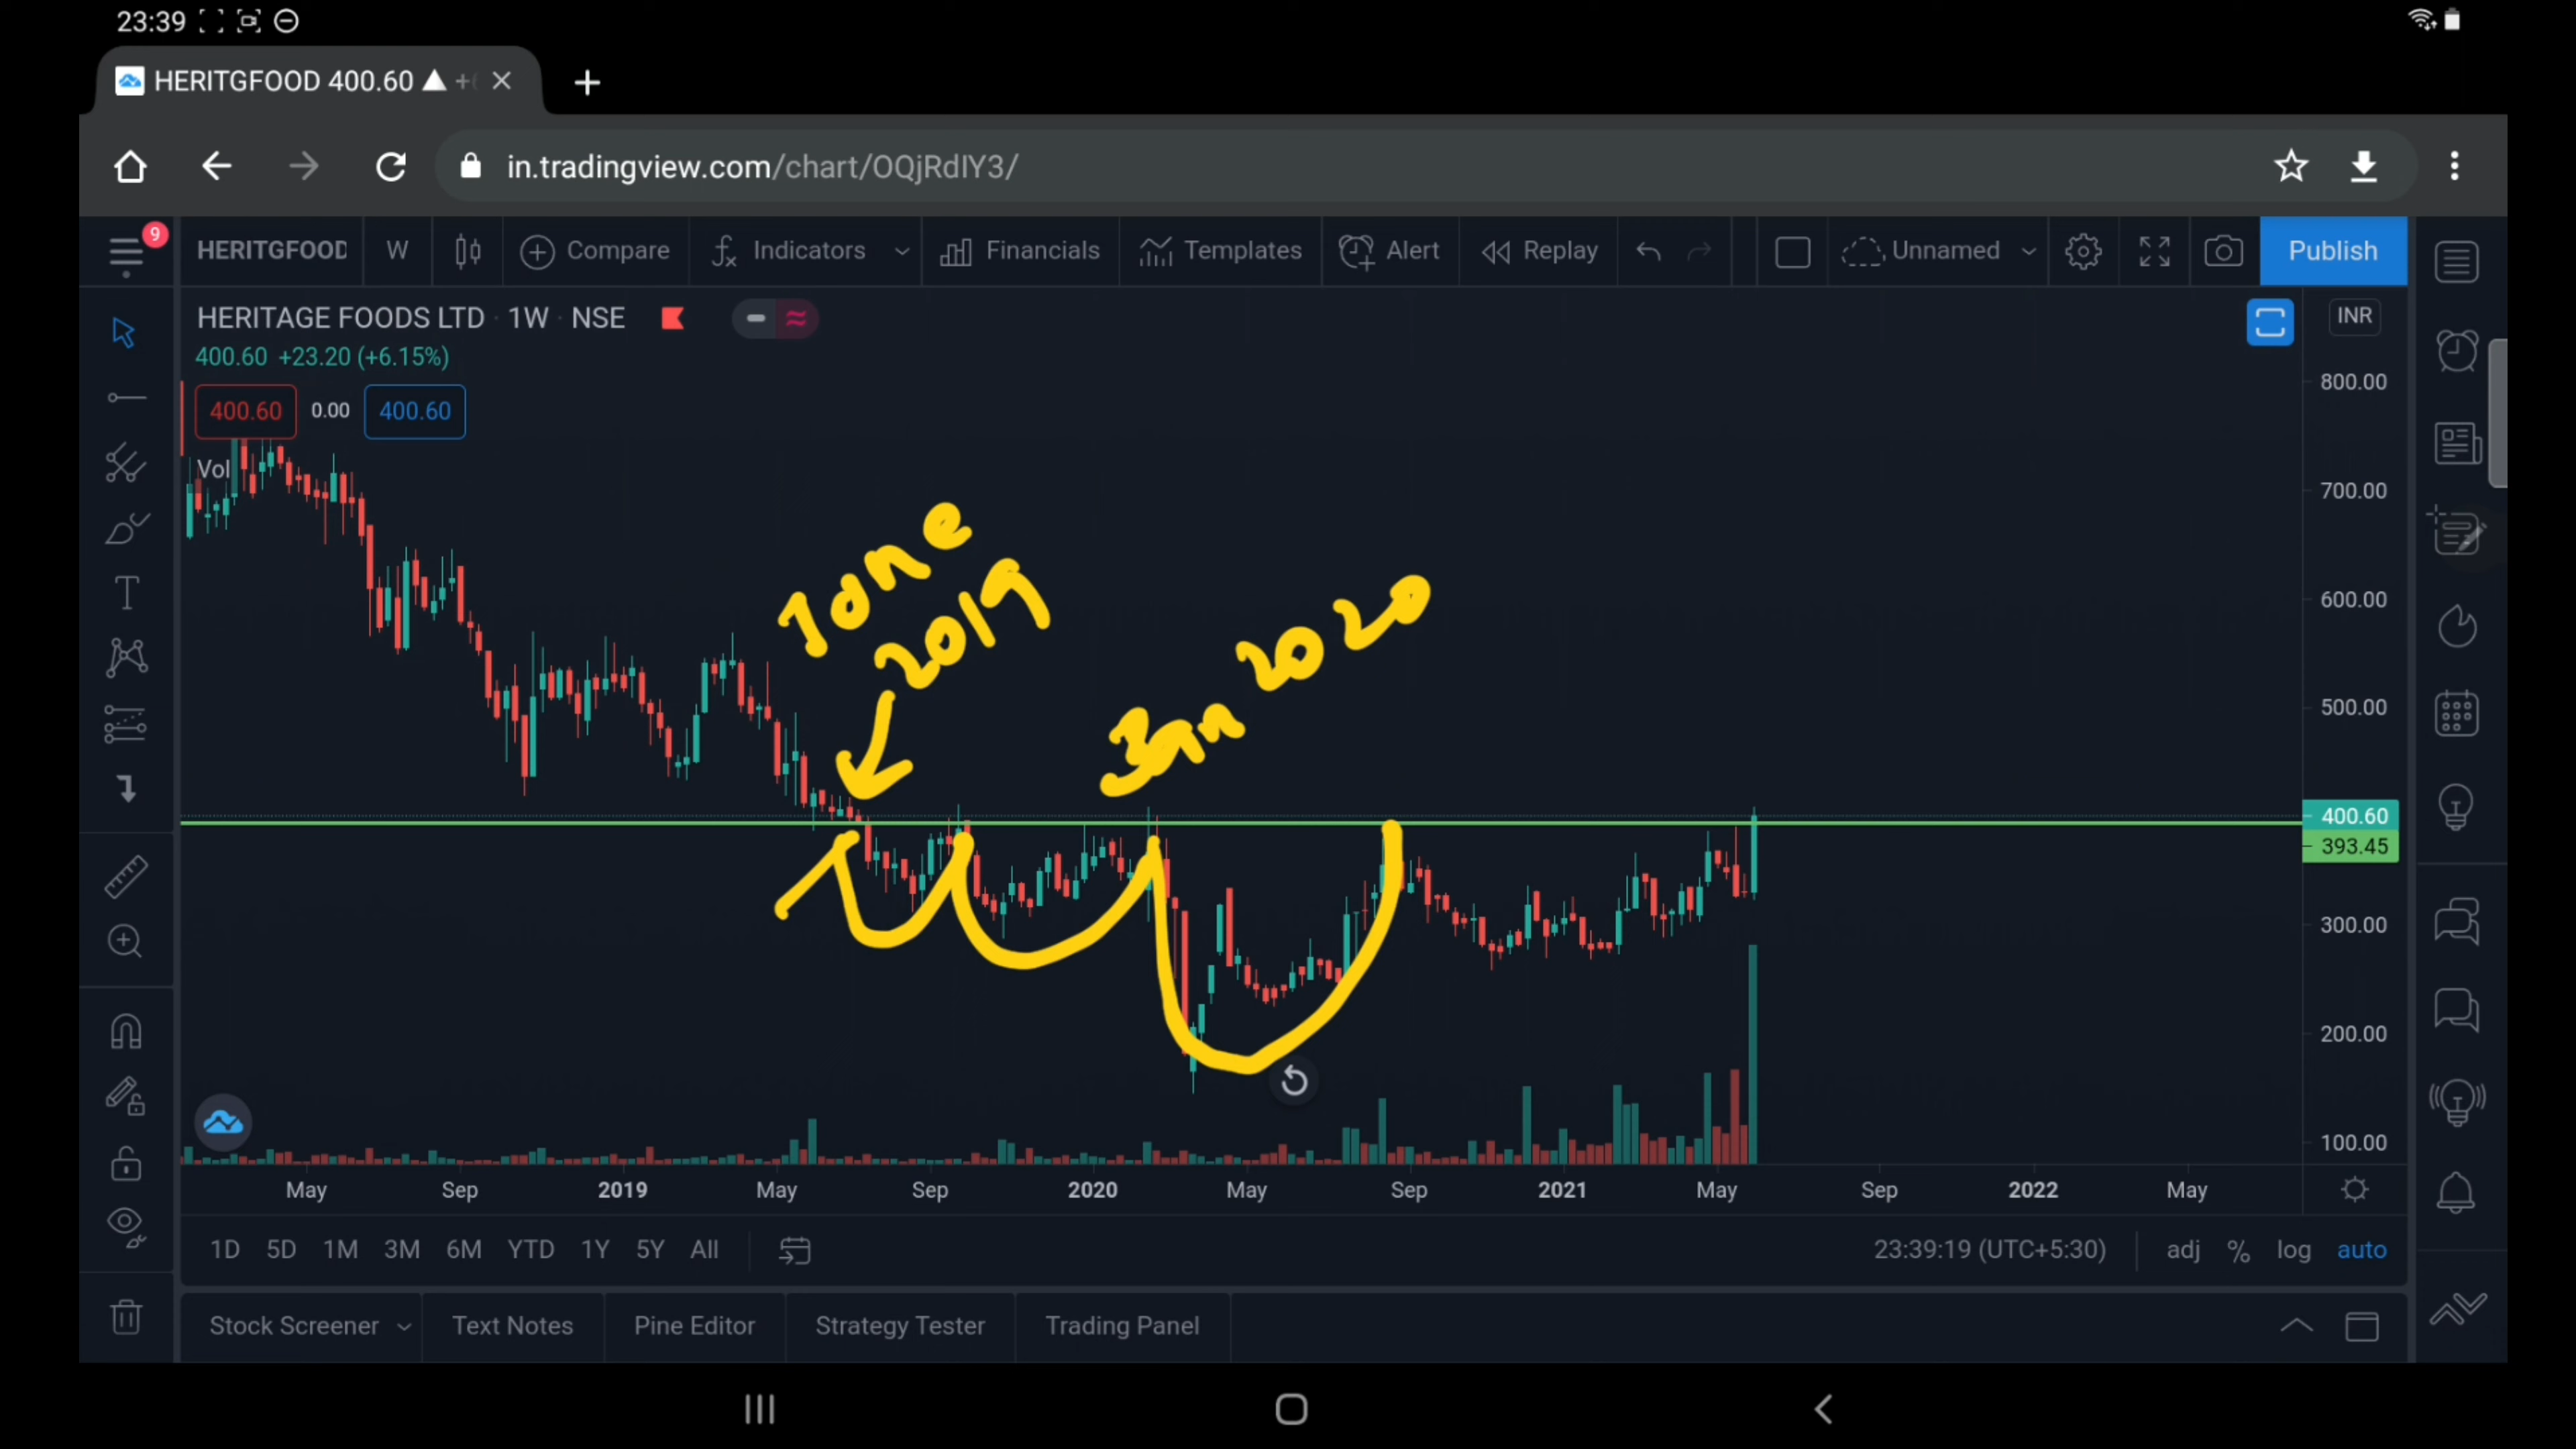 23:39
HERITGFOOD 400.60 ▲
in.tradingview.com/chart/OQjRdIY3/
9
HERITGFOOD W Compare Indicators Financials Templates Alert Replay Unnamed Publish
HERITAGE FOODS LTD · 1W · NSE
INR
400.60 +23.20 (+6.15%)
400.60 0.00 400.60
Vol
800.00
700.00
600.00
500.00
400.60
393.45
300.00
200.00
100.00
June
2019
Jan 2020
May Sep 2019 May Sep 2020 May Sep 2021 May Sep 2022 May
1D 5D 1M 3M 6M YTD 1Y 5Y All 23:39:19 (UTC+5:30) adj % log auto
Stock Screener Text Notes Pine Editor Strategy Tester Trading Panel